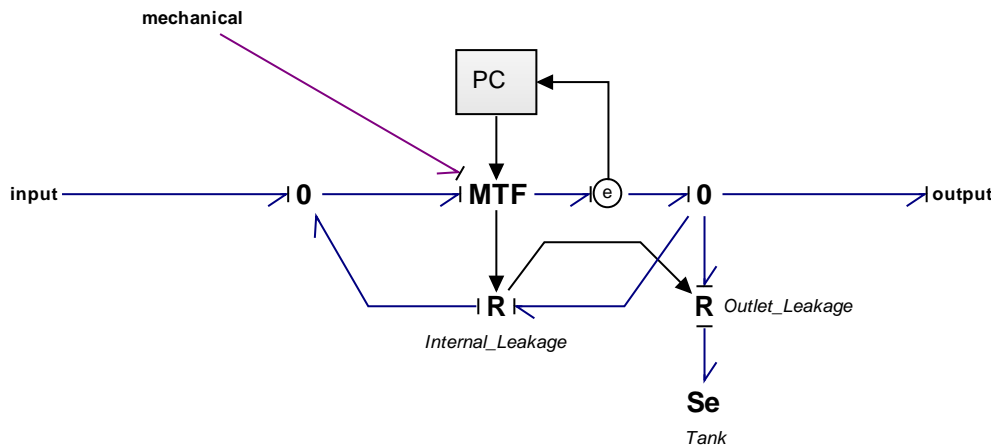 mechanical
PC
input
0
MTF
e
0
output
R
R
Outlet_Leakage
Internal_Leakage
Se
Tank